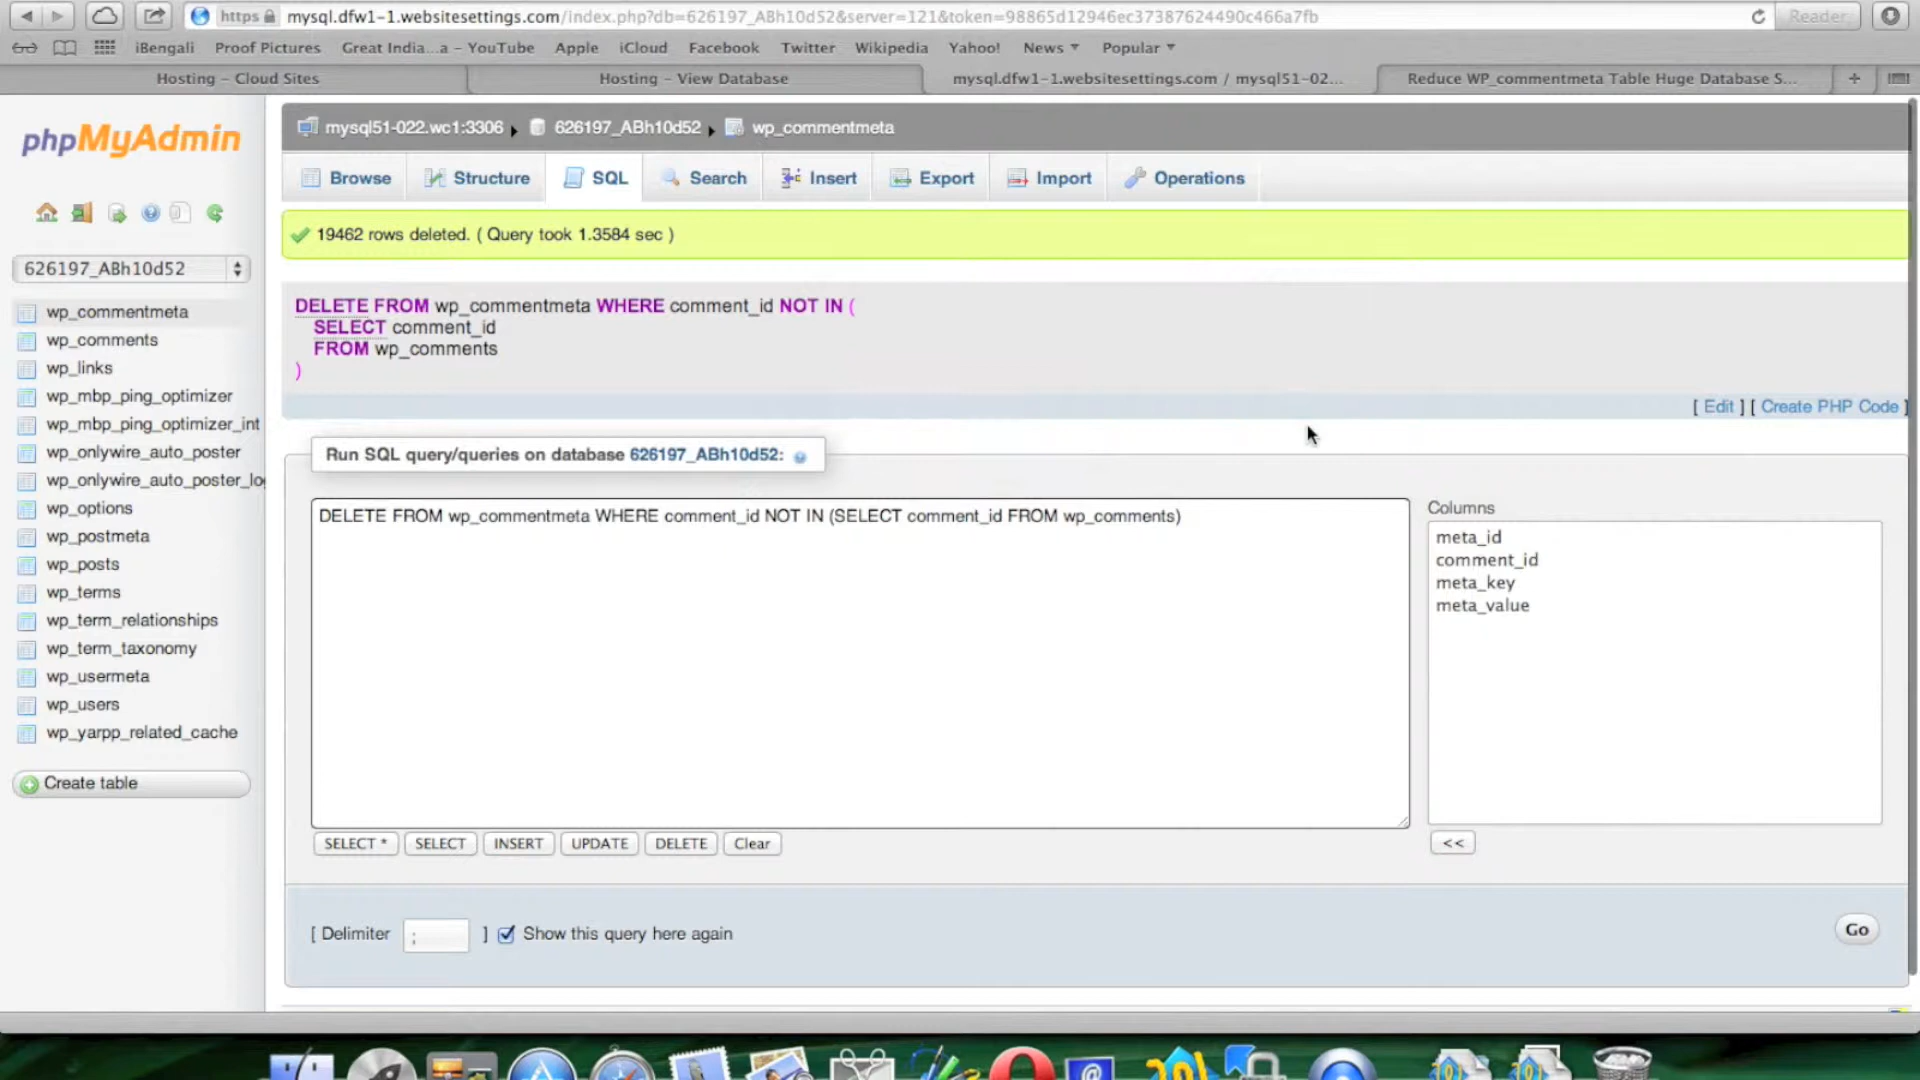 https mysql.dfw1-1.websitesettings.com/index.php?db=626197_ABh10d52&server=121&token=98865d12946ec37387624490c466a7fb
Reader
iBengali Proof Pictures Great India...a – YouTube Apple iCloud Facebook Twitter Wikipedia Yahoo! News Popular
Hosting – Cloud Sites Hosting – View Database mysql.dfw1-1.websitesettings.com / mysql51-02... Reduce WP_commentmeta Table Huge Database S... +
phpMyAdmin
mysql51-022.wc1:3306 626197_ABh10d52 wp_commentmeta
Browse Structure SQL Search Insert Export Import Operations
19462 rows deleted. ( Query took 1.3584 sec )
626197_ABh10d52
wp_commentmeta
wp_comments
wp_links
wp_mbp_ping_optimizer
wp_mbp_ping_optimizer_int
wp_onlywire_auto_poster
wp_onlywire_auto_poster_lo
wp_options
wp_postmeta
wp_posts
wp_terms
wp_term_relationships
wp_term_taxonomy
wp_usermeta
wp_users
wp_yarpp_related_cache
Create table
DELETE FROM wp_commentmeta WHERE comment_id NOT IN (
SELECT comment_id
FROM wp_comments
)
[ Edit ] [ Create PHP Code ]
Run SQL query/queries on database 626197_ABh10d52:
DELETE FROM wp_commentmeta WHERE comment_id NOT IN (SELECT comment_id FROM wp_comments)
Columns
meta_id
comment_id
meta_key
meta_value
SELECT * SELECT INSERT UPDATE DELETE Clear
<<
[ Delimiter ; ] Show this query here again
Go